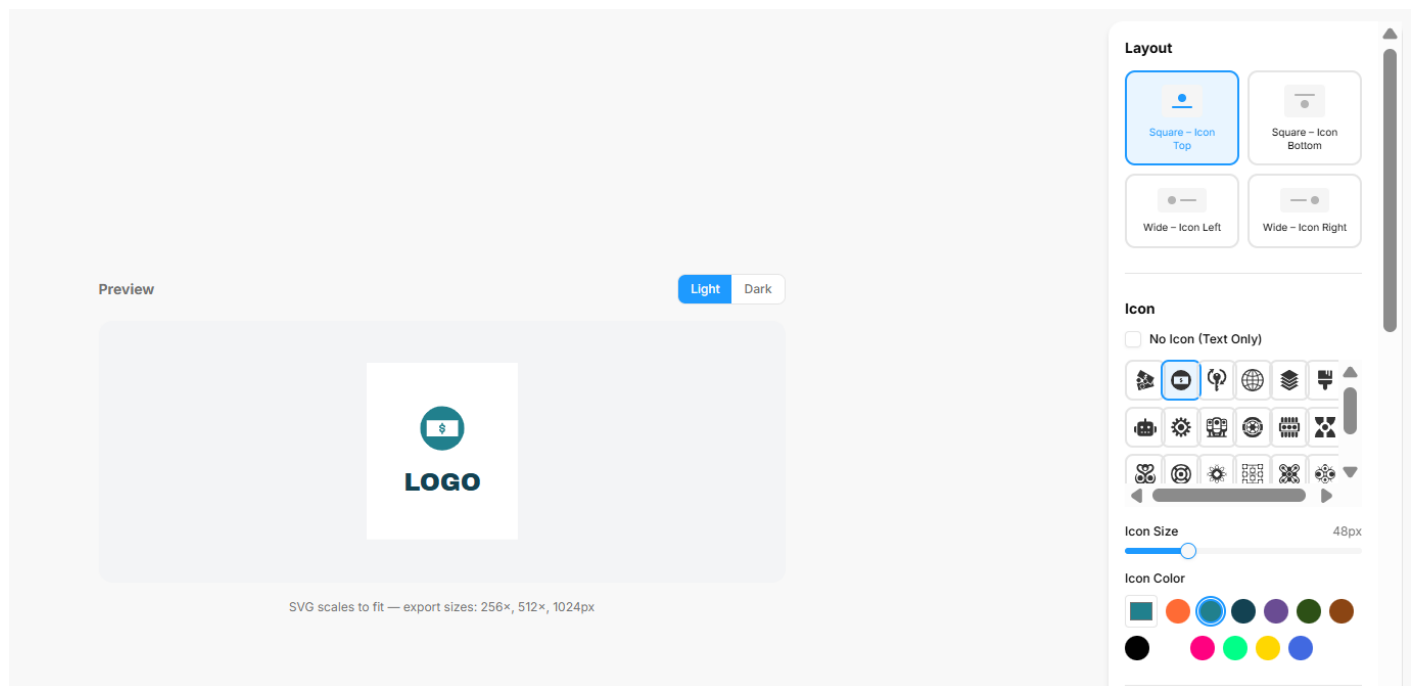 Layout
Square – Icon
Top
Square – Icon
Bottom
Wide – Icon Left
Wide – Icon Right
Preview
Light
Dark
$
LOGO
SVG scales to fit — export sizes: 256×, 512×, 1024px
Icon
No Icon (Text Only)
Icon Size
48px
Icon Color